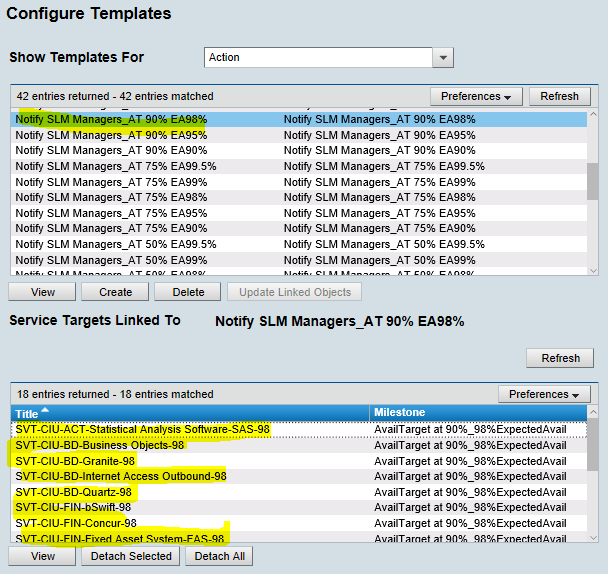 Configure Templates
Show Templates For Action
42 entries returned - 42 entries matched Preferences Refresh
Notify SLM Managers_AT 90% EA98% Notify SLM Managers_AT 90% EA98%
Notify SLM Managers_AT 90% EA95% Notify SLM Managers_AT 90% EA95%
Notify SLM Managers_AT 90% EA90% Notify SLM Managers_AT 90% EA90%
Notify SLM Managers_AT 75% EA99.5% Notify SLM Managers_AT 75% EA99.5%
Notify SLM Managers_AT 75% EA99% Notify SLM Managers_AT 75% EA99%
Notify SLM Managers_AT 75% EA98% Notify SLM Managers_AT 75% EA98%
Notify SLM Managers_AT 75% EA95% Notify SLM Managers_AT 75% EA95%
Notify SLM Managers_AT 75% EA90% Notify SLM Managers_AT 75% EA90%
Notify SLM Managers_AT 50% EA99.5% Notify SLM Managers_AT 50% EA99.5%
Notify SLM Managers_AT 50% EA99% Notify SLM Managers_AT 50% EA99%
Notify SLM Managers_AT 50% EA98% Notify SLM Managers_AT 50% EA98%
View Create Delete Update Linked Objects
Service Targets Linked To Notify SLM Managers_AT 90% EA98%
Refresh
18 entries returned - 18 entries matched Preferences
Title Milestone
SVT-CIU-ACT-Statistical Analysis Software-SAS-98 AvailTarget at 90%_98%ExpectedAvail
SVT-CIU-BD-Business Objects-98 AvailTarget at 90%_98%ExpectedAvail
SVT-CIU-BD-Granite-98 AvailTarget at 90%_98%ExpectedAvail
SVT-CIU-BD-Internet Access Outbound-98 AvailTarget at 90%_98%ExpectedAvail
SVT-CIU-BD-Quartz-98 AvailTarget at 90%_98%ExpectedAvail
SVT-CIU-FIN-bSwift-98 AvailTarget at 90%_98%ExpectedAvail
SVT-CIU-FIN-Concur-98 AvailTarget at 90%_98%ExpectedAvail
SVT-CIU-FIN-Fixed Asset System-FAS-98 AvailTarget at 90%_98%ExpectedAvail
View Detach Selected Detach All